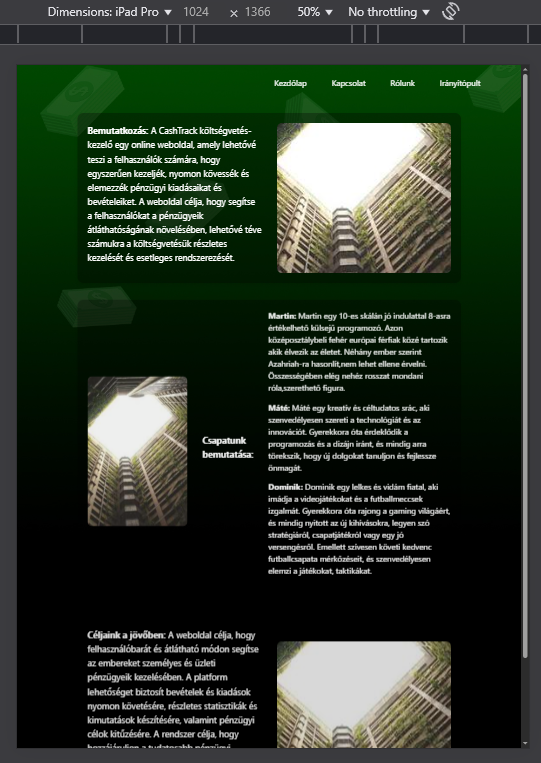 Dimensions: iPad Pro ▼ 1024 × 1366 50% ▼ No throttling ▼
Kezdőlap Kapcsolat Rólunk Irányítópult
Bemutatkozás: A CashTrack költségvetés-
kezelő egy online weboldal, amely lehetővé
teszi a felhasználók számára, hogy
egyszerűen kezeljék, nyomon kövessék és
elemezzék pénzügyi kiadásaikat és
bevételeiket. A weboldal célja, hogy segítse
a felhasználókat a pénzügyeik
átláthatóságának növelésében, lehetővé téve
számukra a költségvetésük részletes
kezelését és esetleges rendszerezését.
Csapatunk
bemutatása:
Martin: Martin egy 10-es skálán jó indulattal 8-asra
értékelhető külsejű programozó. Azon
középosztálybeli fehér európai férfiak közé tartozik
akik élvezik az életet. Néhány ember szerint
Azahriah-ra hasonlít,nem lehet ellene érvelni.
Összességében elég nehéz rosszat mondani
róla,szerethető figura.
Máté: Máté egy kreatív és céltudatos srác, aki
szenvedélyesen szereti a technológiát és az
innovációt. Gyerekkora óta érdeklődik a
programozás és a dizájn iránt, és mindig arra
törekszik, hogy új dolgokat tanuljon és fejlessze
önmagát.
Dominik: Dominik egy lelkes és vidám fiatal, aki
imádja a videojátékokat és a futballmeccsek
izgalmát. Gyerekkora óta rajong a gaming világáért,
és mindig nyitott az új kihívásokra, legyen szó
stratégiáról, csapatjátékról vagy egy jó
versengésről. Emellett szívesen követi kedvenc
futballcsapata mérkőzéseit, és szenvedélyesen
elemzi a játékokat, taktikákat.
Céljaink a jövőben: A weboldal célja, hogy
felhasználóbarát és átlátható módon segítse
az embereket személyes és üzleti
pénzügyeik kezelésében. A platform
lehetőséget biztosít bevételek és kiadások
nyomon követésére, részletes statisztikák és
kimutatások készítésére, valamint pénzügyi
célok kitűzésére. A rendszer célja, hogy
hozzájáruljon a tudatosabb pénzügyi